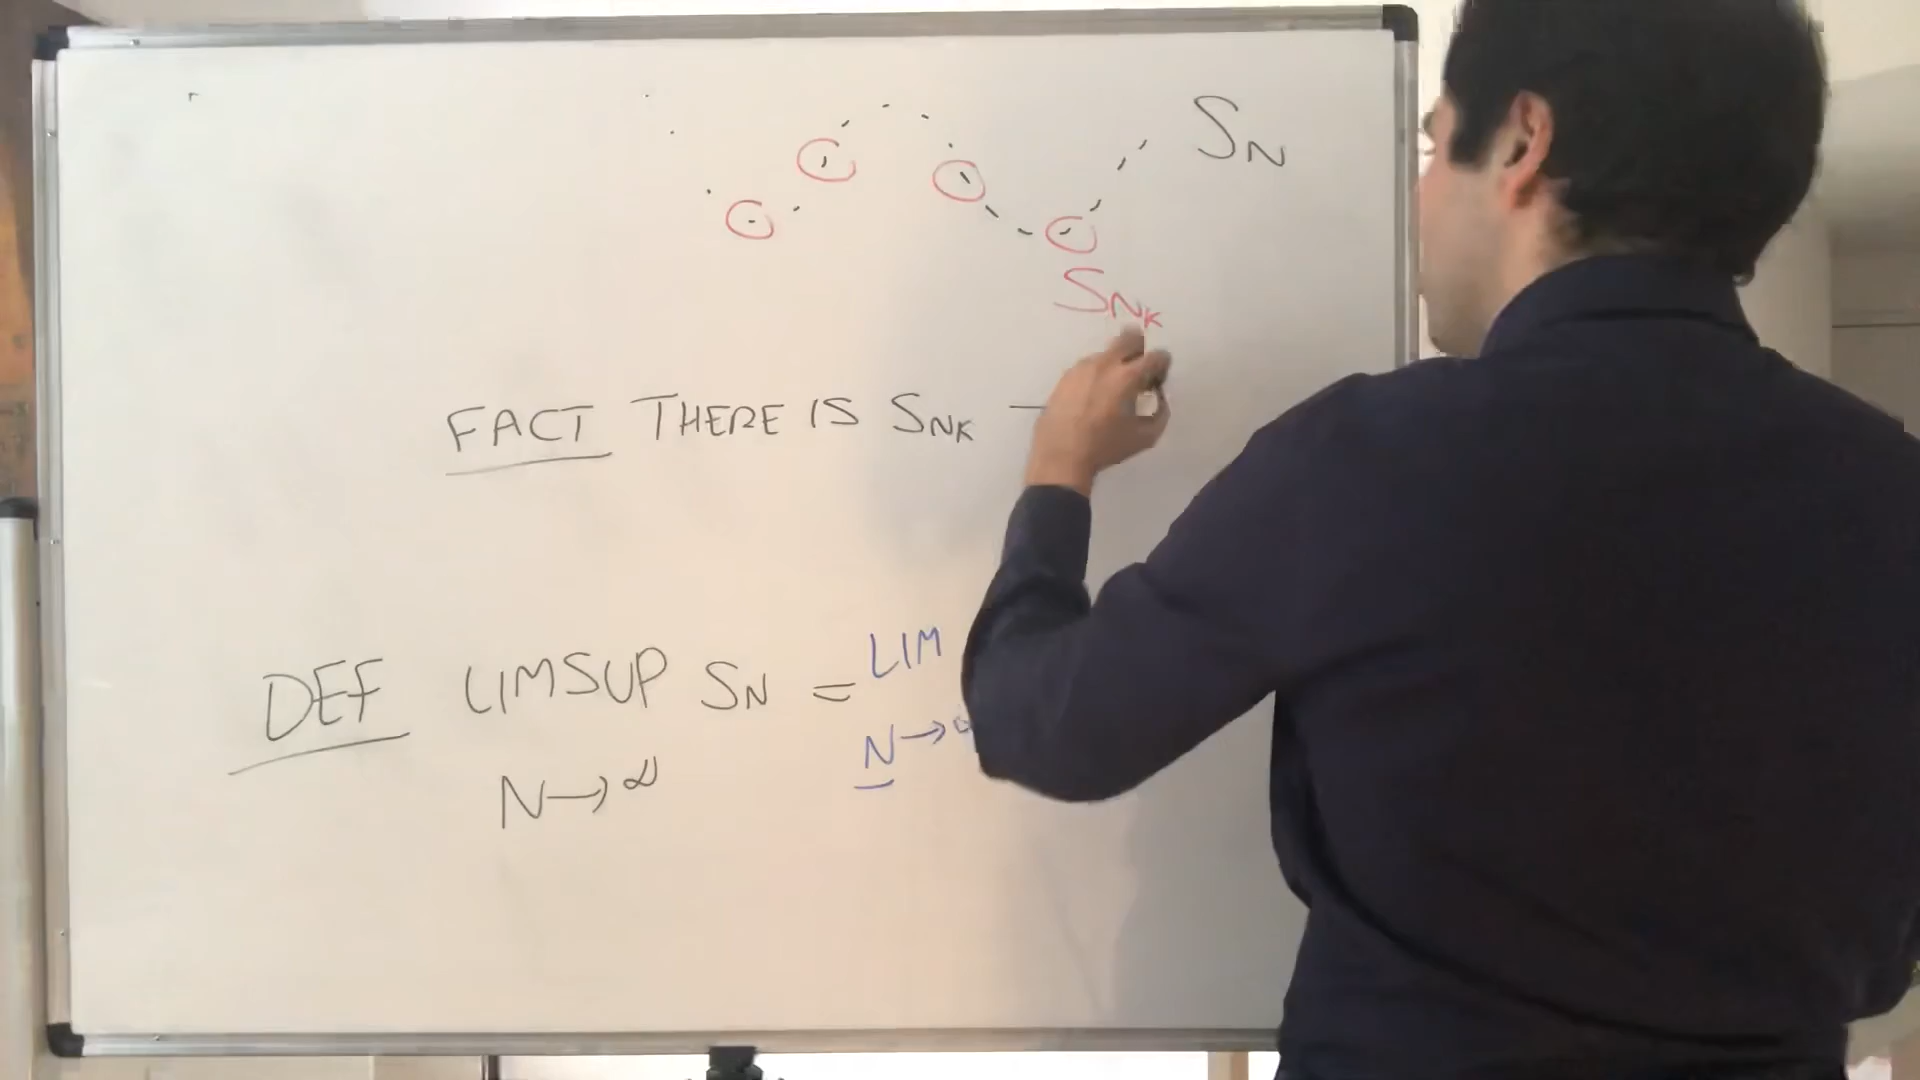 SN
SNK
FACT THERE IS SNK →
DEF LIMSUP SN = LIM
N→∞ N→